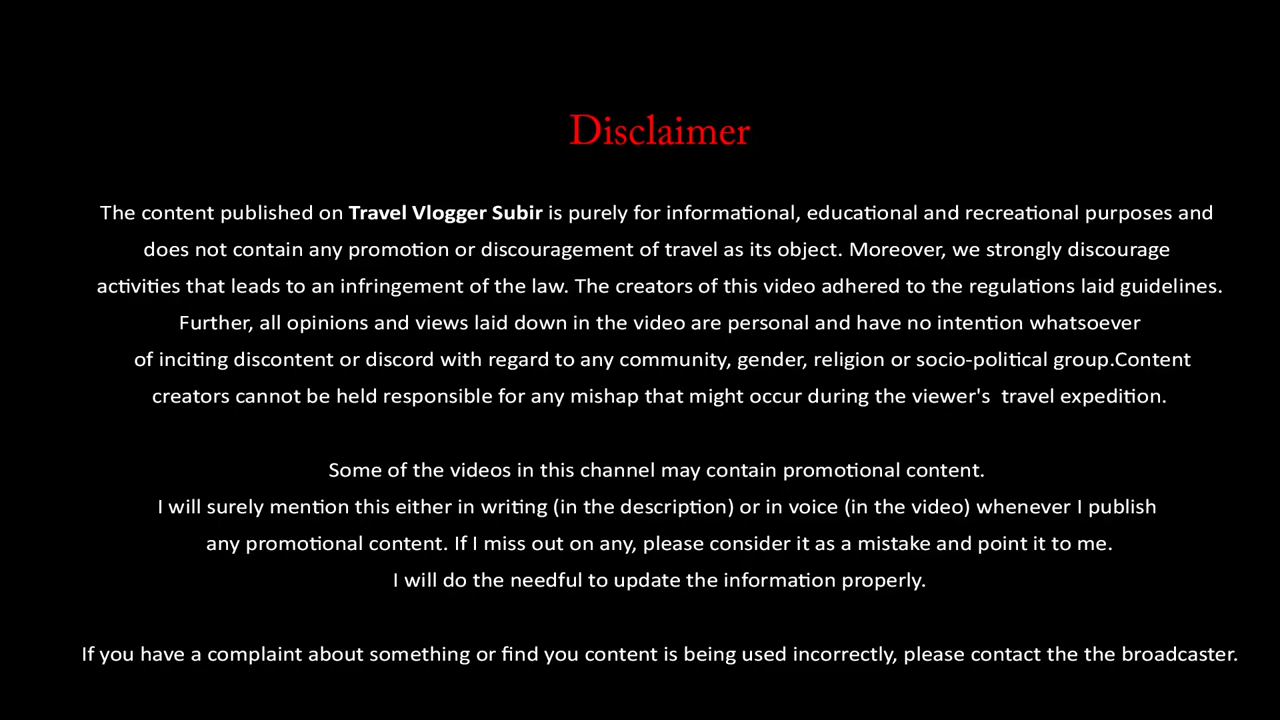 Disclaimer
The content published on Travel Vlogger Subir is purely for informational, educational and recreational purposes and
does not contain any promotion or discouragement of travel as its object. Moreover, we strongly discourage
activities that leads to an infringement of the law. The creators of this video adhered to the regulations laid guidelines.
Further, all opinions and views laid down in the video are personal and have no intention whatsoever
of inciting discontent or discord with regard to any community, gender, religion or socio-political group.Content
creators cannot be held responsible for any mishap that might occur during the viewer's  travel expedition.
Some of the videos in this channel may contain promotional content.
I will surely mention this either in writing (in the description) or in voice (in the video) whenever I publish
any promotional content. If I miss out on any, please consider it as a mistake and point it to me.
I will do the needful to update the information properly.
If you have a complaint about something or find you content is being used incorrectly, please contact the the broadcaster.